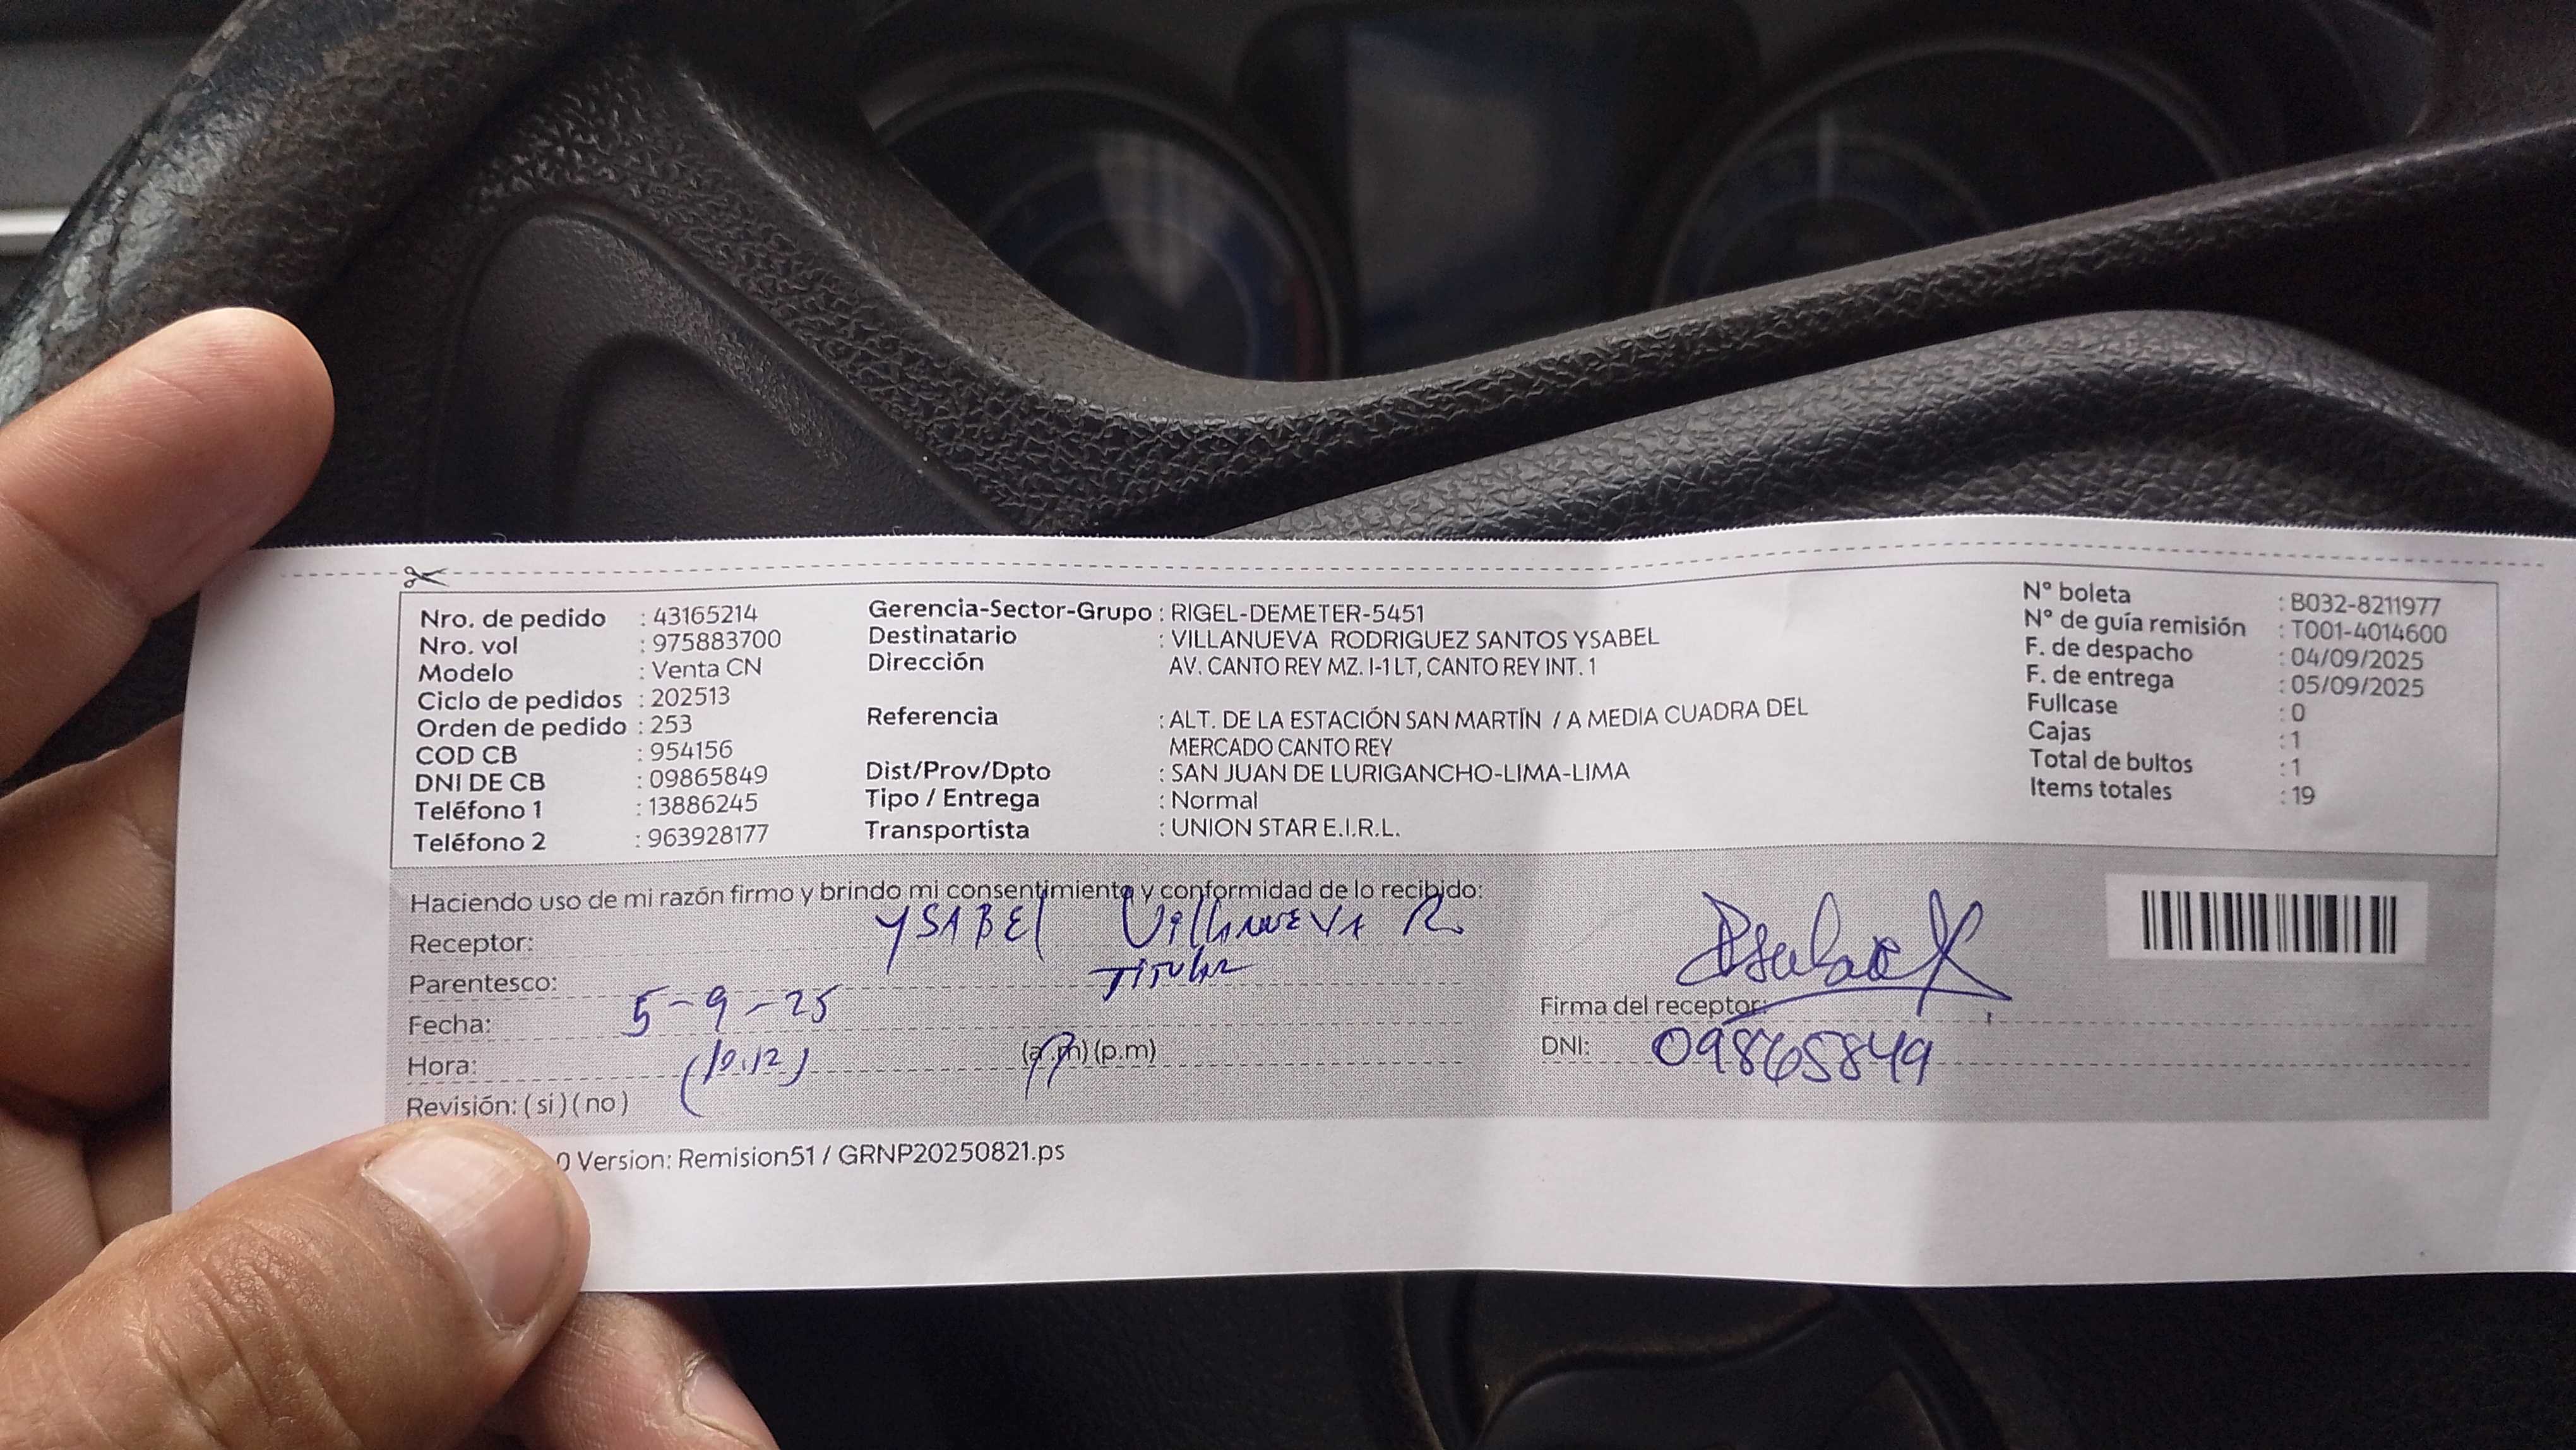 Nro. de pedido : 43165214
Nro. vol : 975883700
Modelo : Venta CN
Ciclo de pedidos : 202513
Orden de pedido : 253
COD CB : 954156
DNI DE CB : 09865849
Teléfono 1 : 13886245
Teléfono 2 : 963928177
Gerencia-Sector-Grupo : RIGEL-DEMETER-5451
Destinatario : VILLANUEVA RODRIGUEZ SANTOS YSABEL
Dirección AV. CANTO REY MZ. I-1 LT, CANTO REY INT. 1
Referencia : ALT. DE LA ESTACIÓN SAN MARTÍN / A MEDIA CUADRA DEL
MERCADO CANTO REY
Dist/Prov/Dpto : SAN JUAN DE LURIGANCHO-LIMA-LIMA
Tipo / Entrega : Normal
Transportista : UNION STAR E.I.R.L.
N° boleta : B032-8211977
N° de guía remisión : T001-4014600
F. de despacho : 04/09/2025
F. de entrega : 05/09/2025
Fullcase : 0
Cajas : 1
Total de bultos : 1
Items totales : 19
Haciendo uso de mi razón firmo y brindo mi consentimiento y conformidad de lo recibido:
Receptor: YSABEL VillANUEVA R.
Parentesco: TITULAR
Fecha: 5-9-25
Hora: (10.12) (a.m) (p.m)
Revisión: ( si ) ( no )
Firma del receptor:
DNI: 09865849
0 Version: Remision51 / GRNP20250821.ps